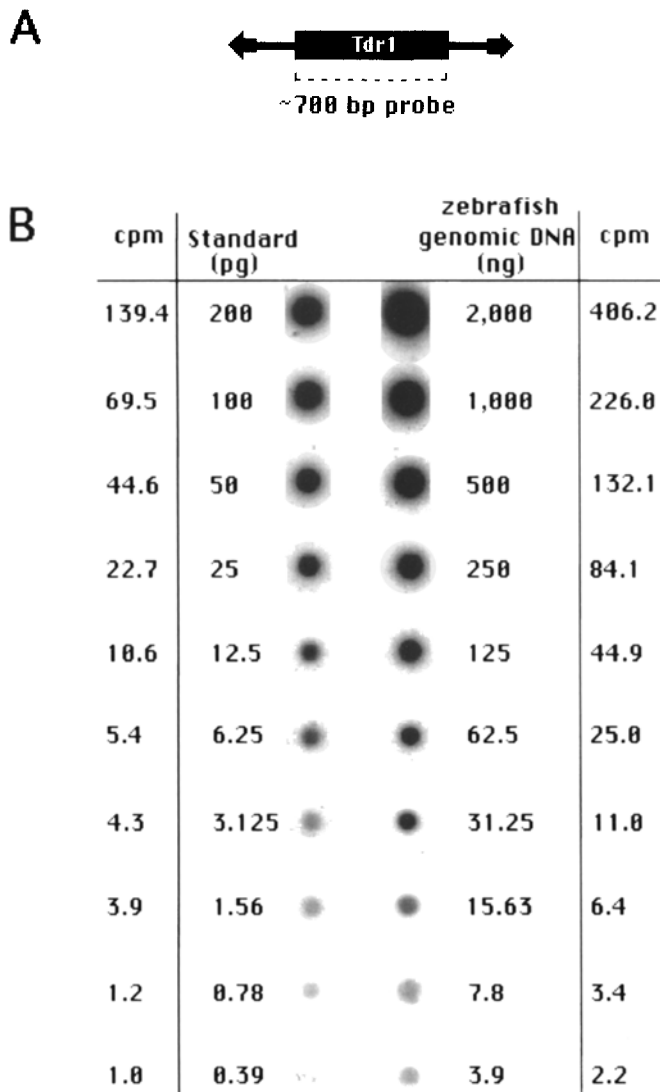 A
Tdr1
~700 bp probe
B
cpm Standard (pg) zebrafish genomic DNA (ng) cpm
139.4 200 2,000 406.2
69.5 100 1,000 226.0
44.6 50 500 132.1
22.7 25 250 84.1
10.6 12.5 125 44.9
5.4 6.25 62.5 25.0
4.3 3.125 31.25 11.0
3.9 1.56 15.63 6.4
1.2 0.78 7.8 3.4
1.0 0.39 3.9 2.2